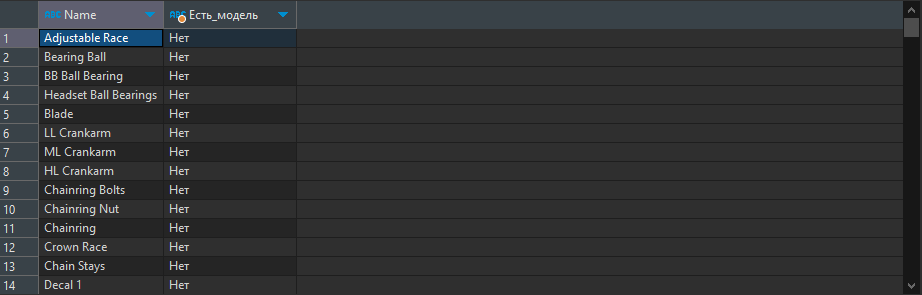 ABC Name ABC Есть_модель
1 Adjustable Race Нет
2 Bearing Ball Нет
3 BB Ball Bearing Нет
4 Headset Ball Bearings Нет
5 Blade Нет
6 LL Crankarm Нет
7 ML Crankarm Нет
8 HL Crankarm Нет
9 Chainring Bolts Нет
10 Chainring Nut Нет
11 Chainring Нет
12 Crown Race Нет
13 Chain Stays Нет
14 Decal 1 Нет